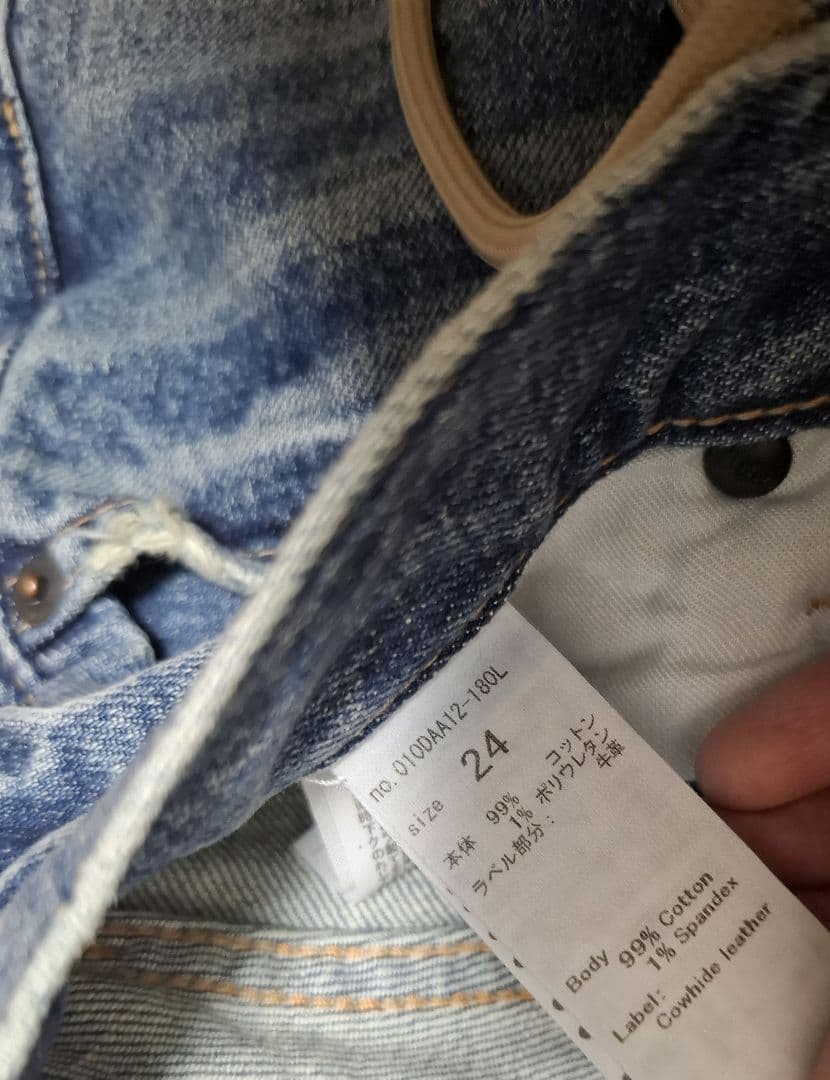 no. 010DAA12-180L
size 24
本体 99% コットン
1% ポリウレタン
ラベル部分: 牛革
Body 99% Cotton
1% Spandex
Label:
Cowhide leather